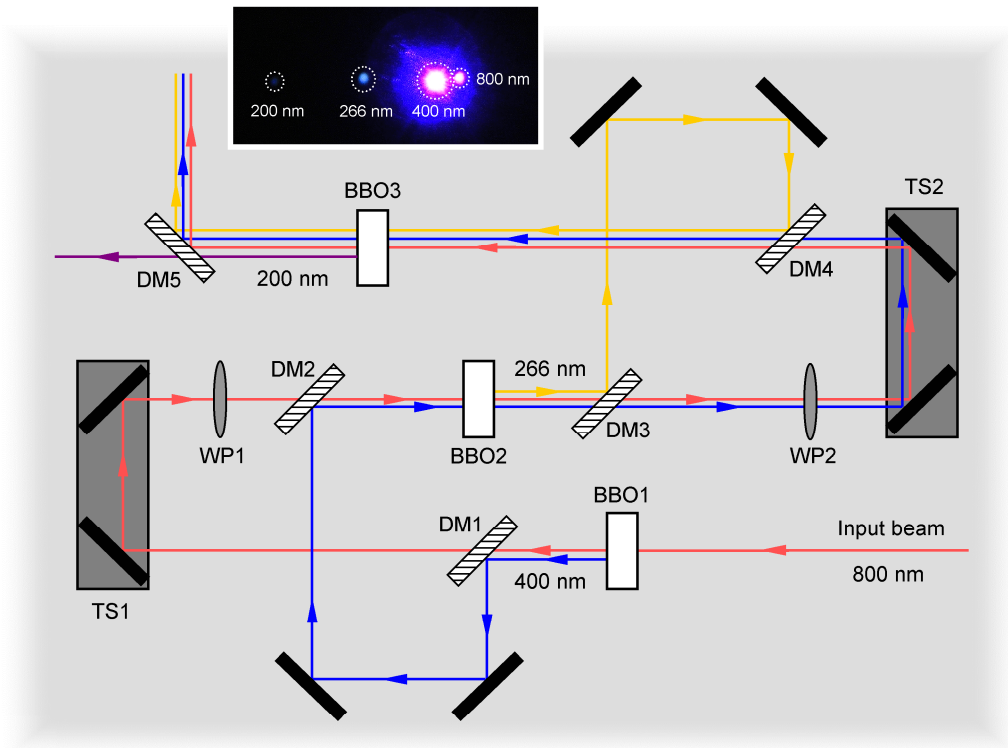 200 nm
266 nm
400 nm
800 nm
BBO3
TS2
DM5
200 nm
DM4
DM2
266 nm
WP1
BBO2
DM3
WP2
DM1
BBO1
Input beam
400 nm
800 nm
TS1